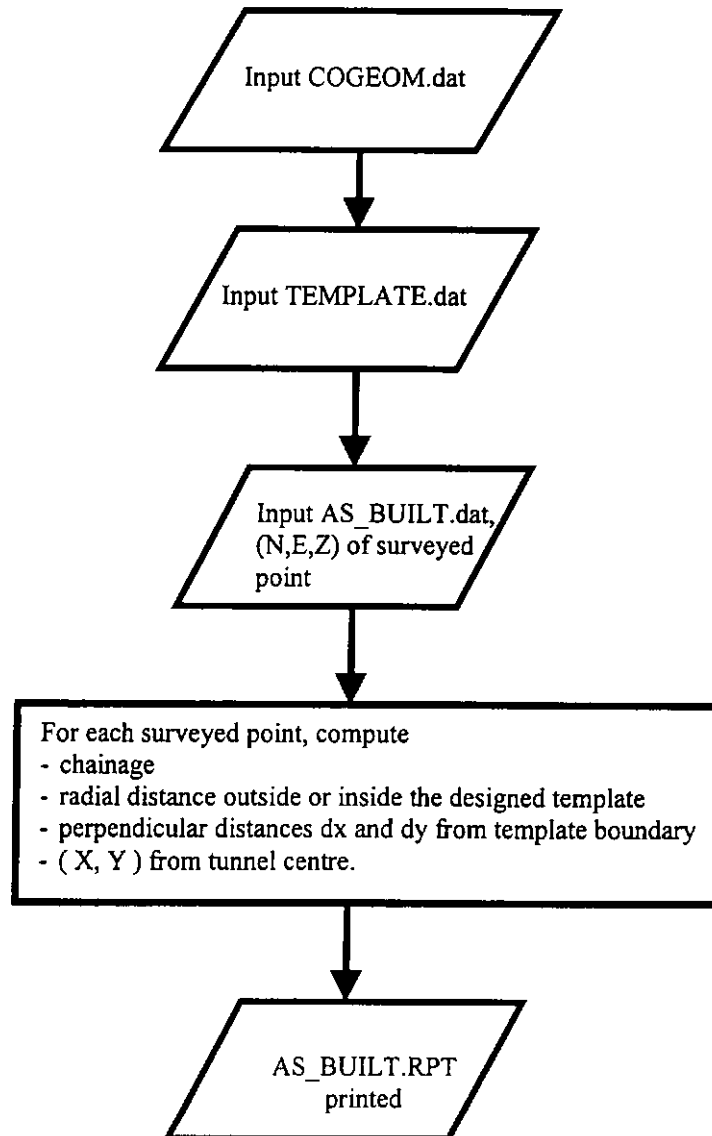 Input COGEOM.dat
Input TEMPLATE.dat
Input AS_BUILT.dat,
(N,E,Z) of surveyed
point
For each surveyed point, compute
- chainage
- radial distance outside or inside the designed template
- perpendicular distances dx and dy from template boundary
- ( X, Y ) from tunnel centre.
AS_BUILT.RPT
printed